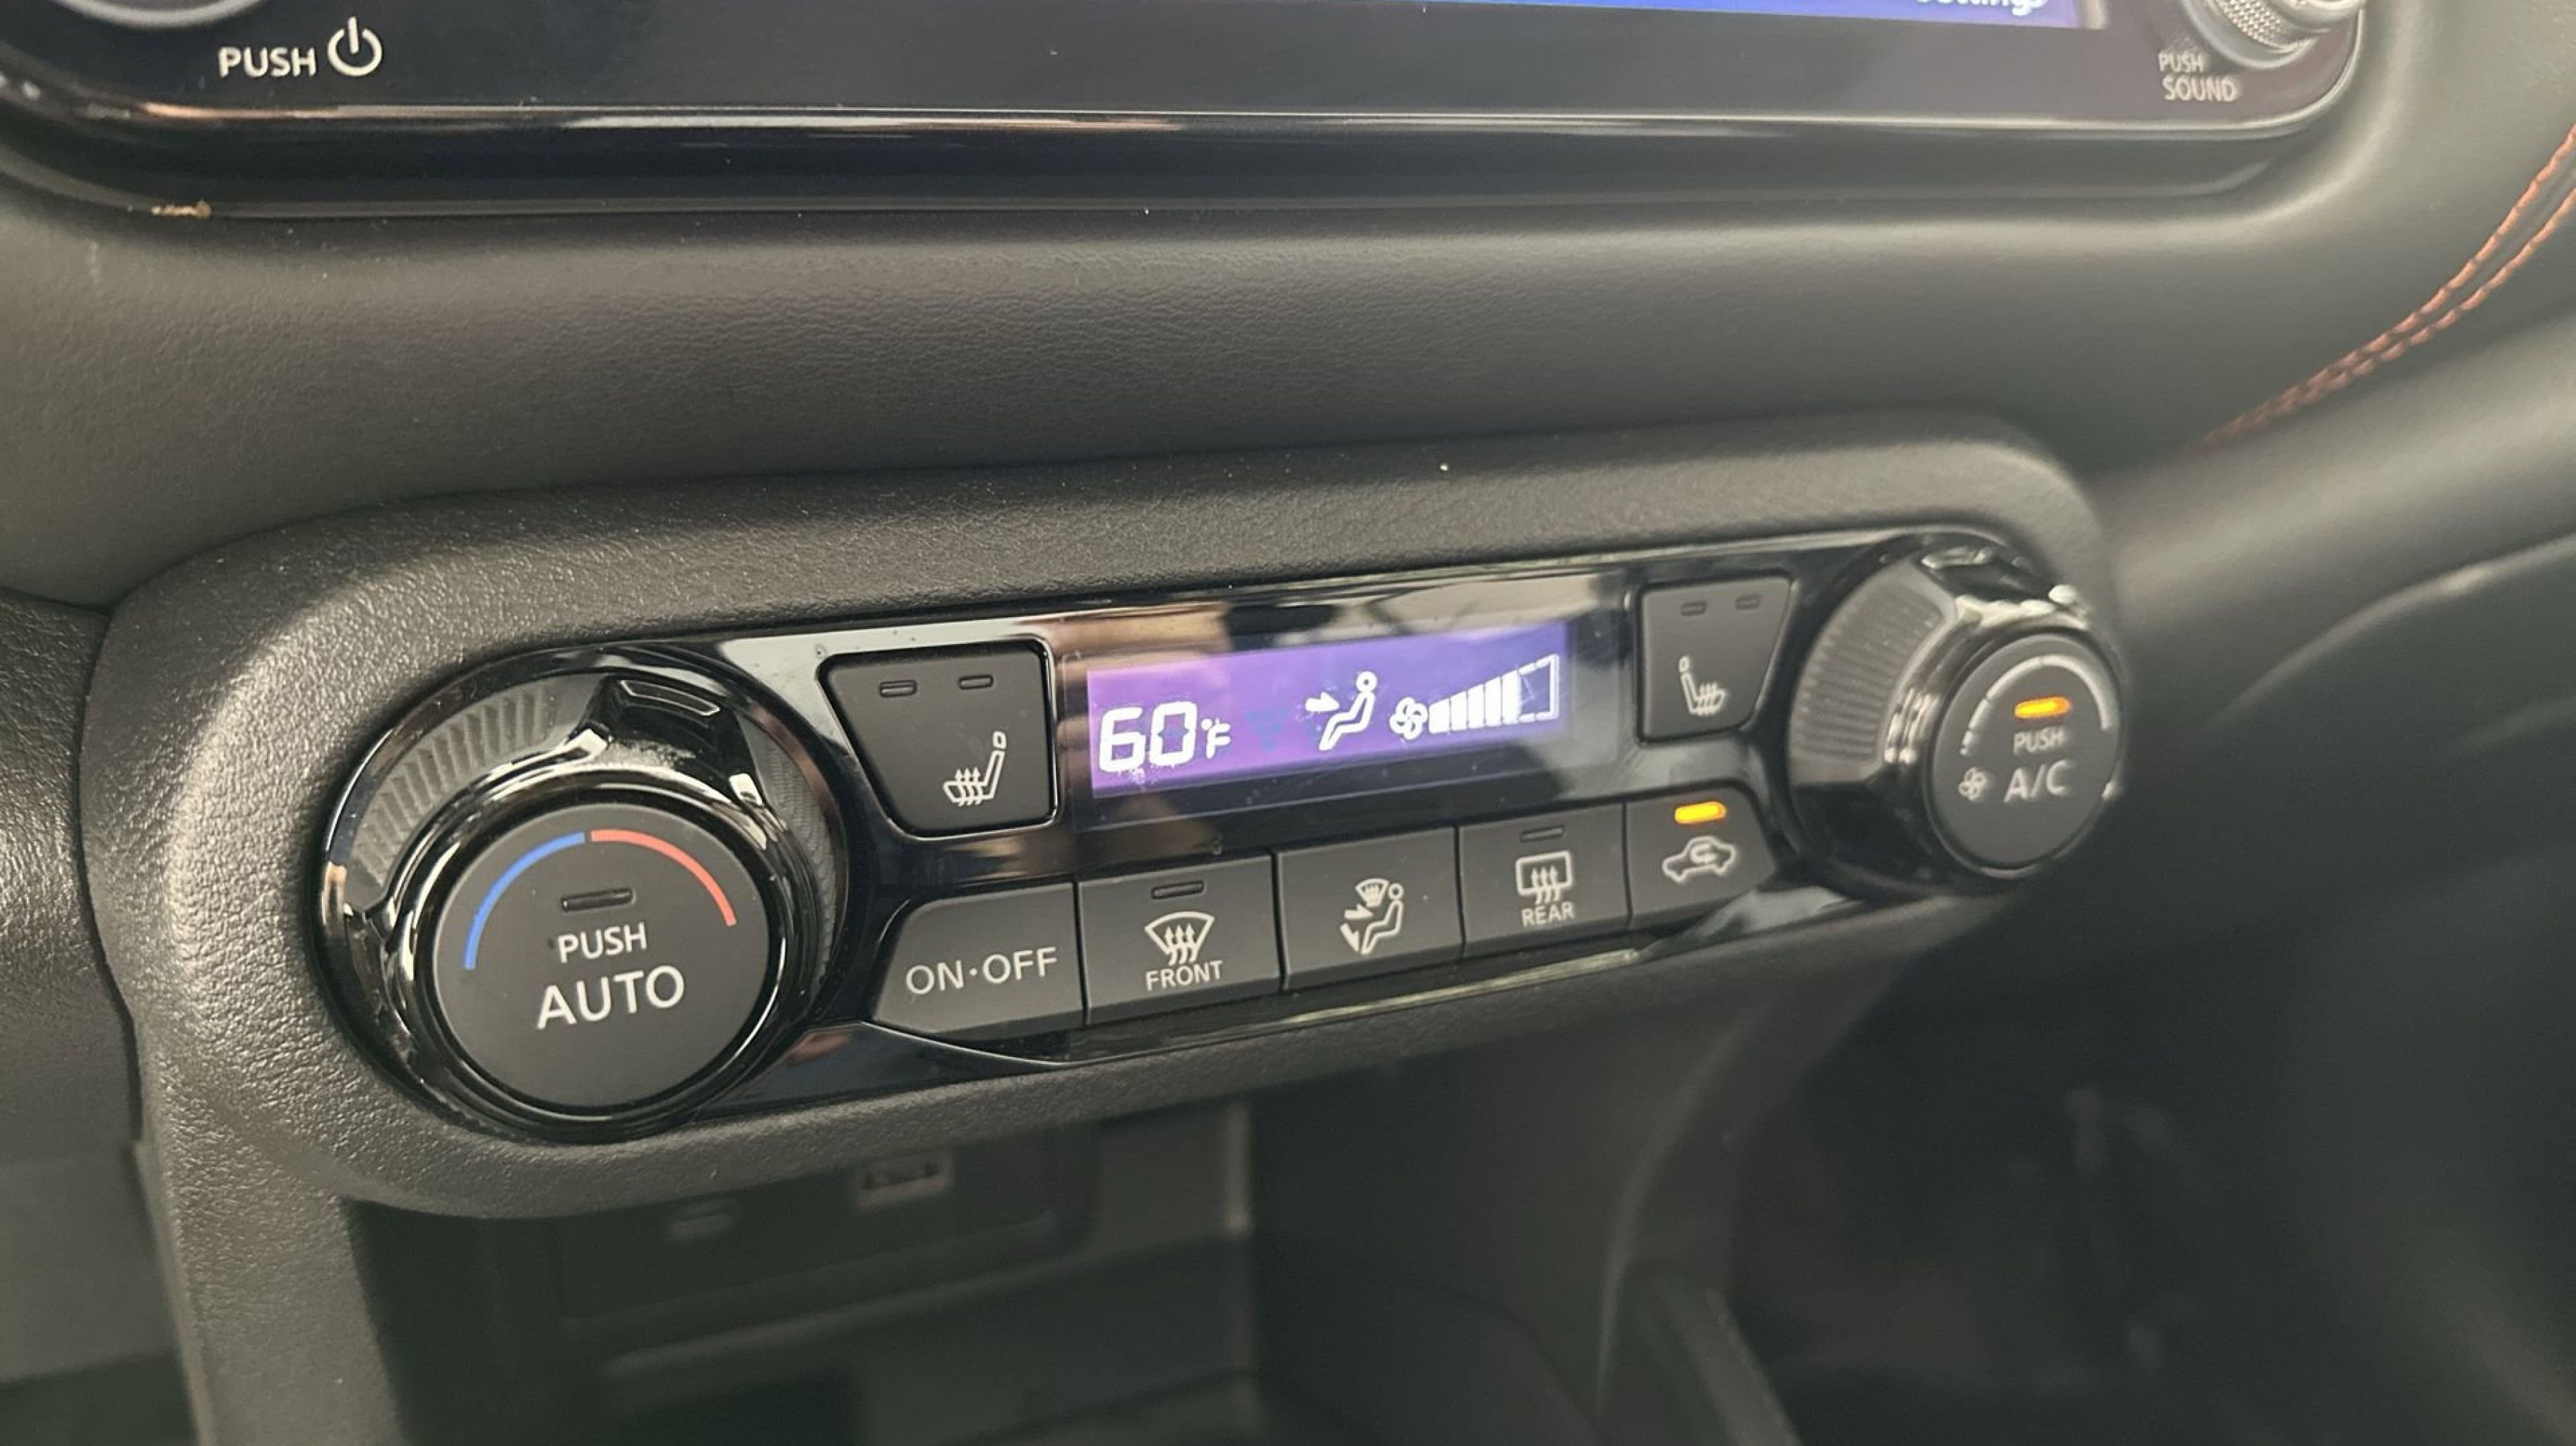 PUSH
PUSH
SOUND
60°F
PUSH
A/C
PUSH
AUTO
ON·OFF
FRONT
REAR